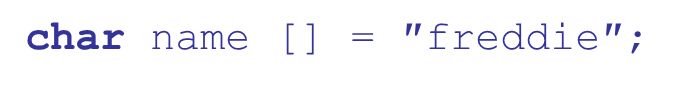 char name [] = "freddie";